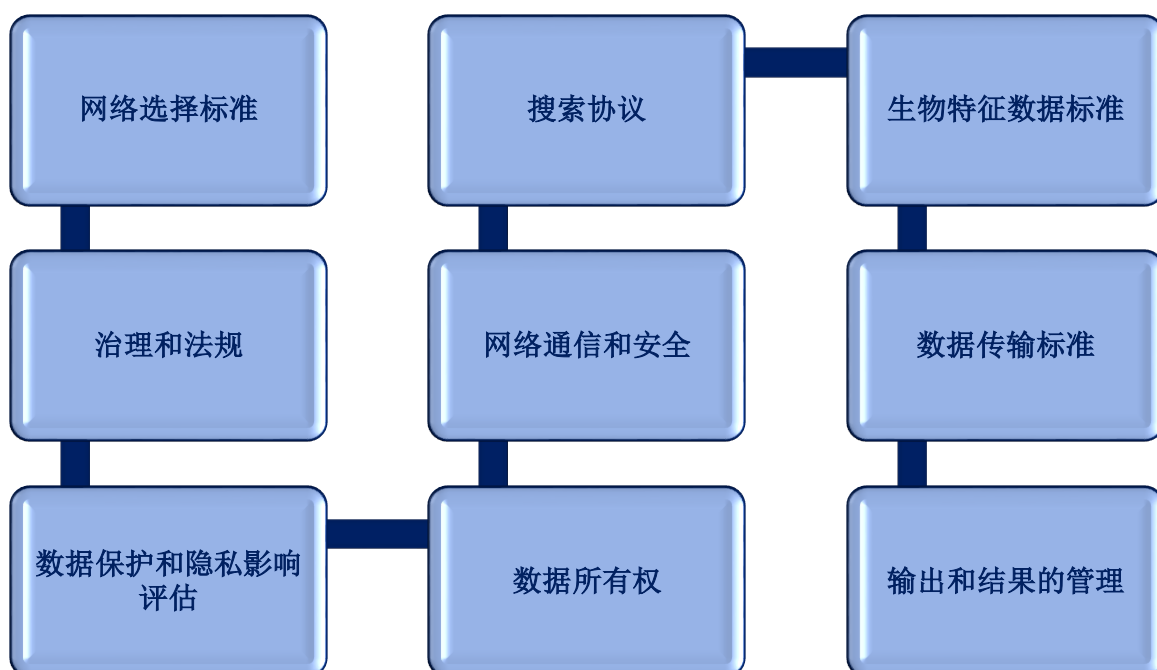 网络选择标准
治理和法规
数据保护和隐私影响
评估
数据所有权
网络通信和安全
搜索协议
生物特征数据标准
数据传输标准
输出和结果的管理